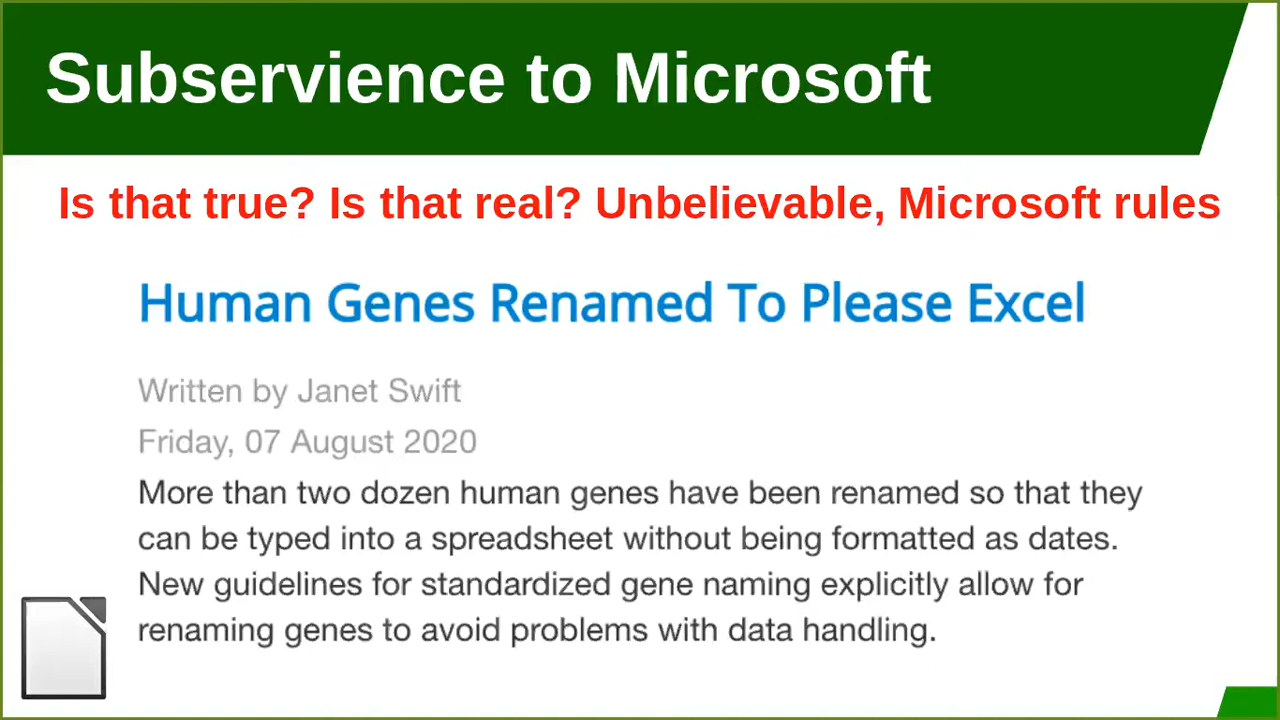 Subservience to Microsoft
Is that true? Is that real? Unbelievable, Microsoft rules
Human Genes Renamed To Please Excel
Written by Janet Swift
Friday, 07 August 2020
More than two dozen human genes have been renamed so that they
can be typed into a spreadsheet without being formatted as dates.
New guidelines for standardized gene naming explicitly allow for
renaming genes to avoid problems with data handling.